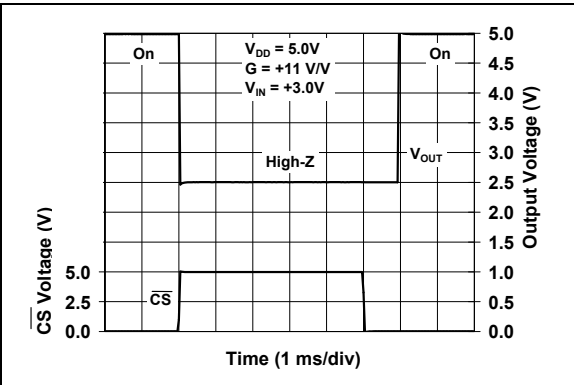 On
V_DD = 5.0V
G = +11 V/V
V_IN = +3.0V
On
High-Z
V_OUT
C̅S̅
5.0
4.5
4.0
3.5
3.0
2.5
2.0
1.5
1.0
0.5
0.0
Output Voltage (V)
5.0
2.5
0.0
C̅S̅ Voltage (V)
Time (1 ms/div)